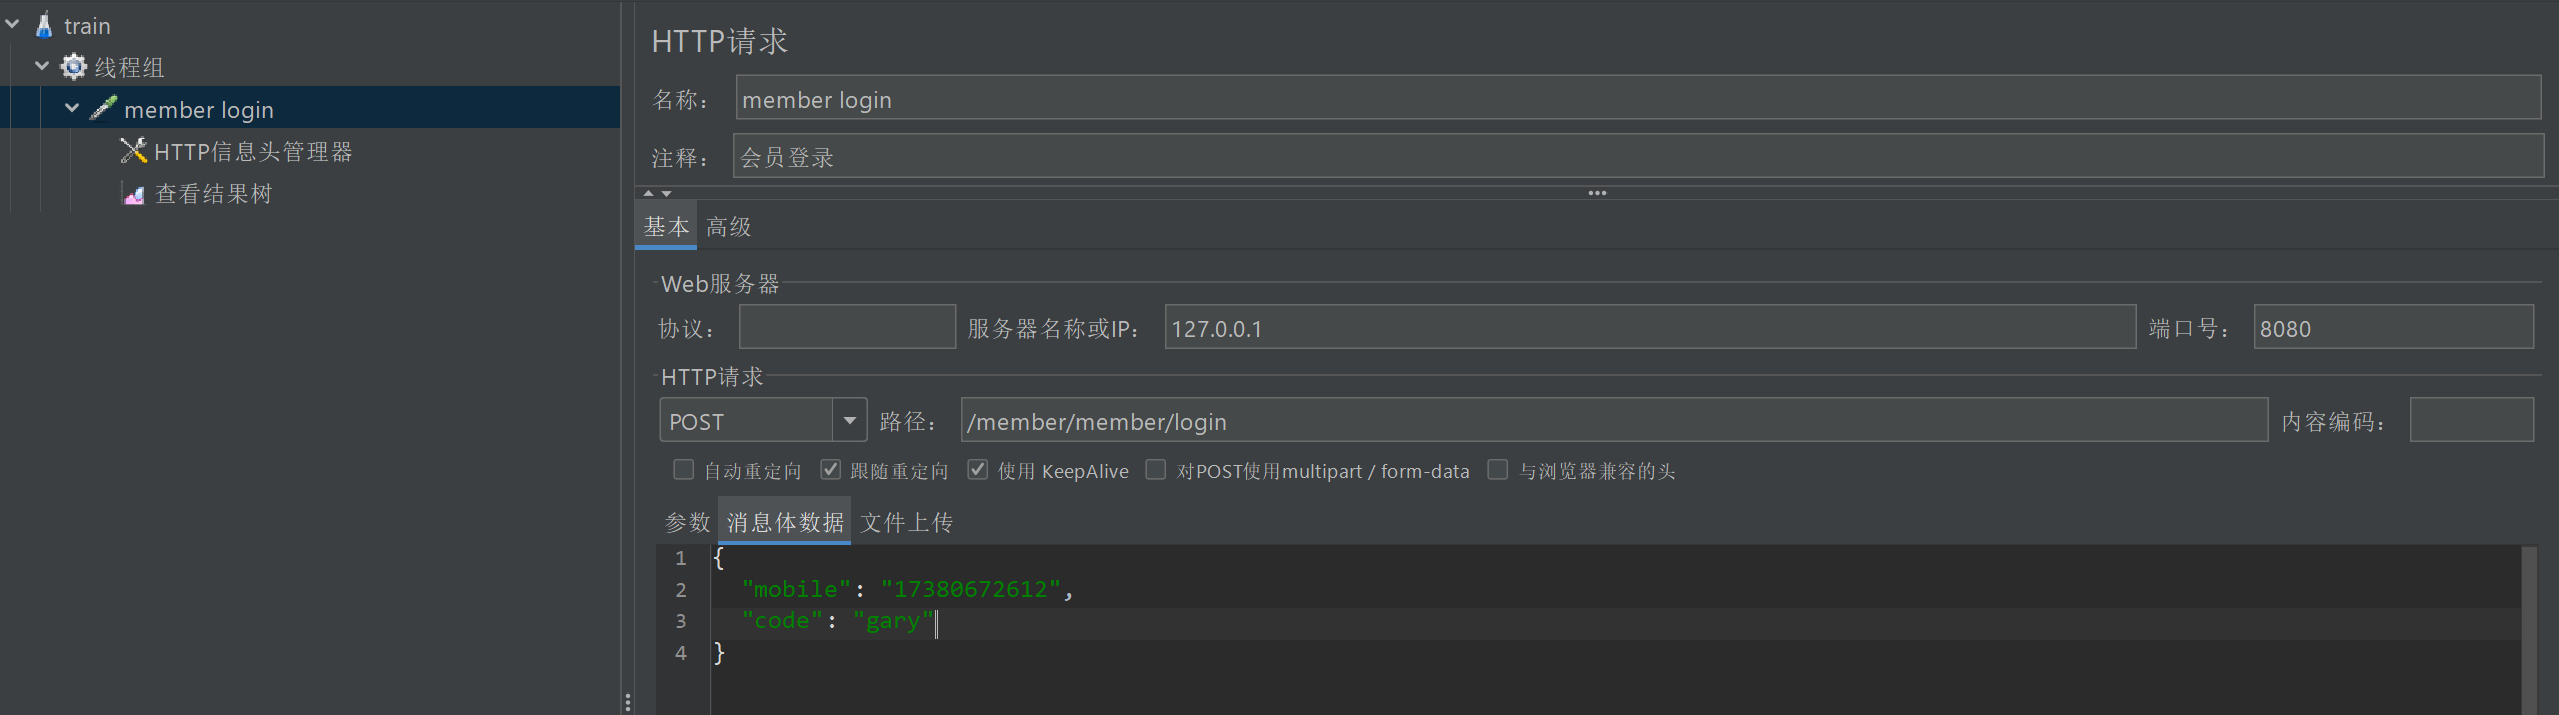 train
线程组
member login
HTTP信息头管理器
查看结果树
HTTP请求
名称： member login
注释： 会员登录
基本 高级
Web服务器
协议： 服务器名称或IP： 127.0.0.1 端口号： 8080
HTTP请求
POST 路径： /member/member/login 内容编码：
自动重定向 跟随重定向 使用 KeepAlive 对POST使用multipart / form-data 与浏览器兼容的头
参数 消息体数据 文件上传
1 {
2 "mobile": "17380672612",
3 "code": "gary"
4 }